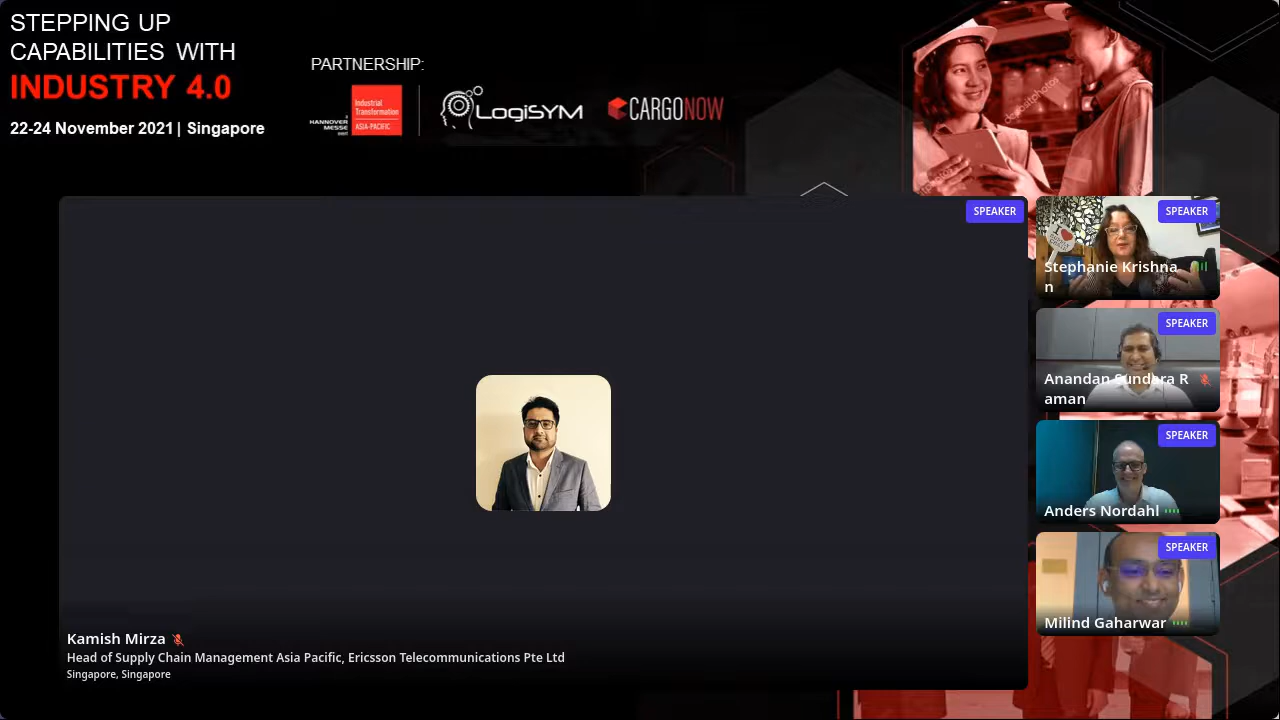 STEPPING UP
CAPABILITIES WITH
INDUSTRY 4.0
22-24 November 2021| Singapore
PARTNERSHIP:
HANNOVER
MESSE
Industrial
Transformation
ASIA-PACIFIC
LogiSYM
CARGONOW
depositphotos
SPEAKER
Kamish Mirza
Head of Supply Chain Management Asia Pacific, Ericsson Telecommunications Pte Ltd
Singapore, Singapore
SPEAKER
Stephanie Krishna
n
SPEAKER
Anandan Sundara R
aman
SPEAKER
Anders Nordahl
SPEAKER
Milind Gaharwar